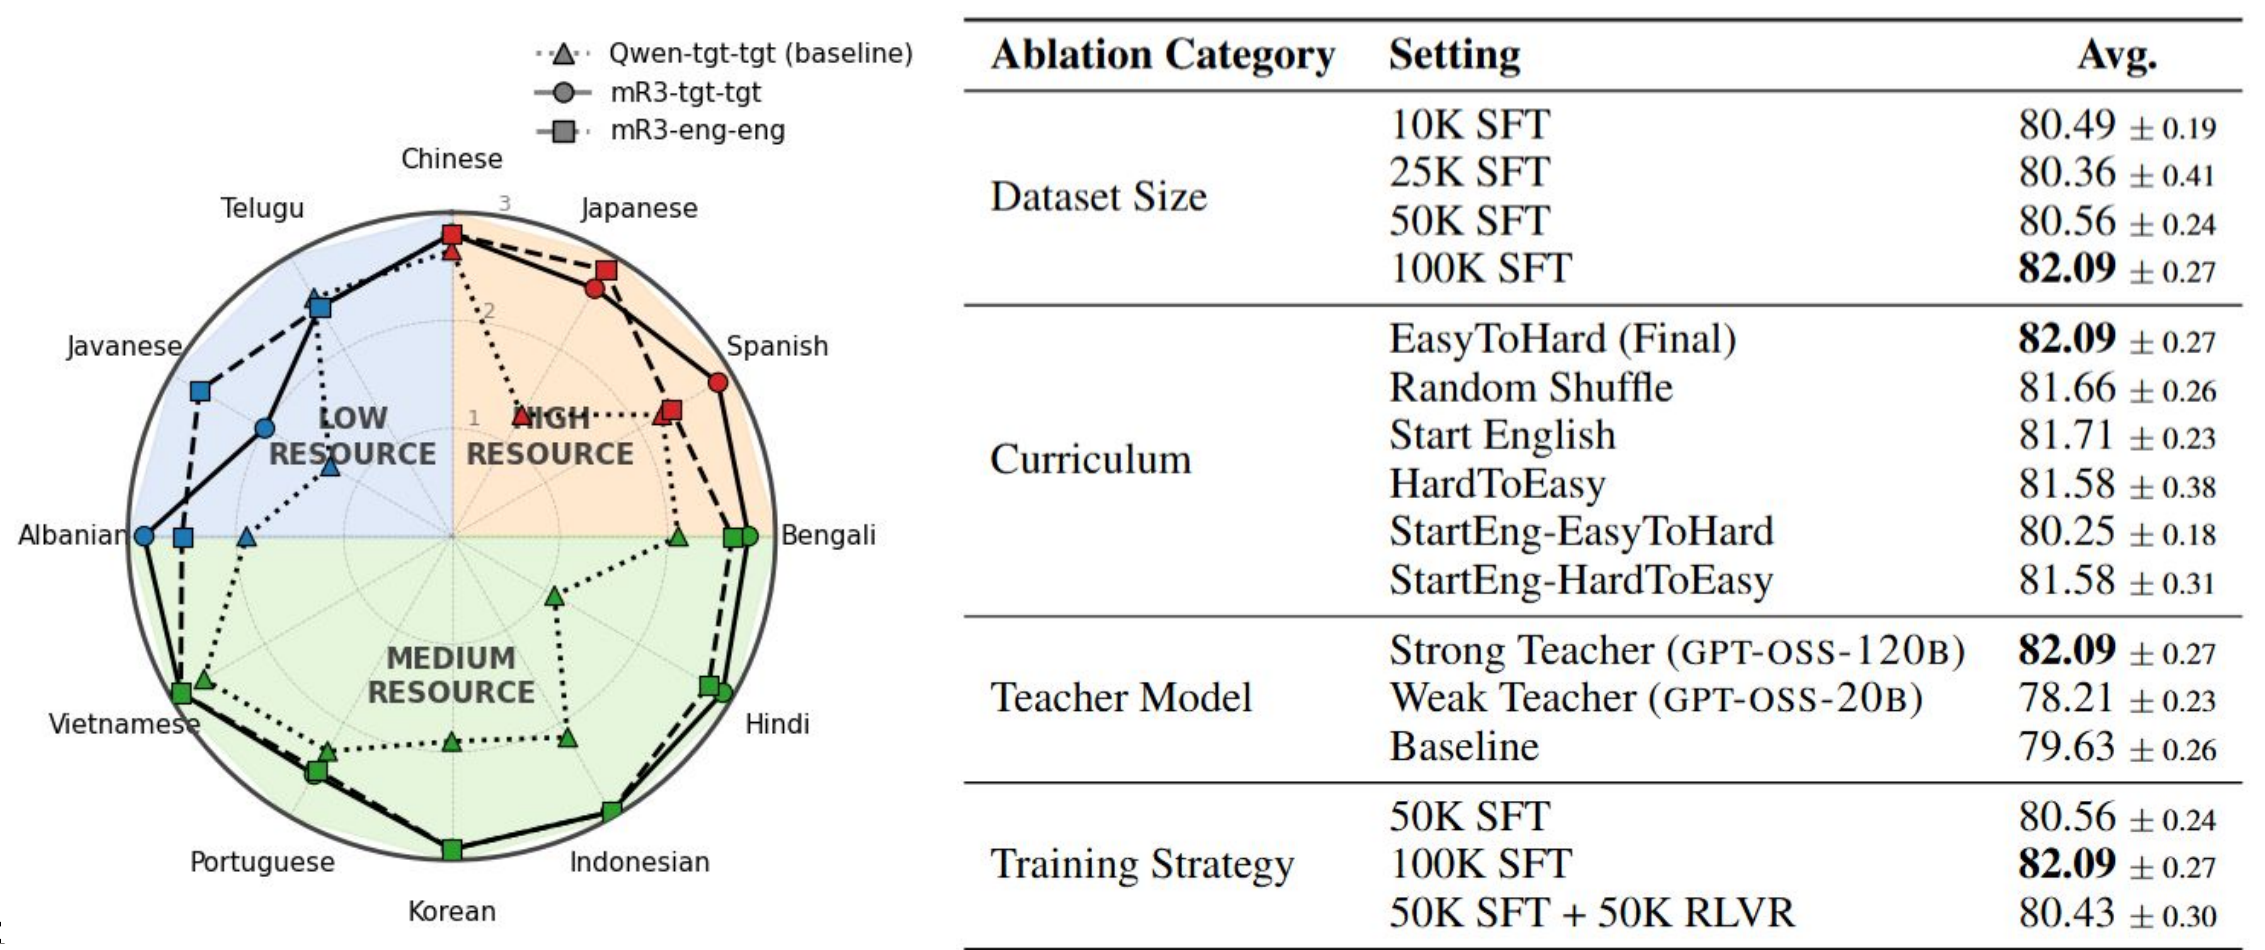 Qwen-tgt-tgt (baseline)
mR3-tgt-tgt
mR3-eng-eng
Chinese
Telugu
3
Japanese
2
Javanese
Spanish
1
LOW
RESOURCE
HIGH
RESOURCE
Albanian
Bengali
MEDIUM
RESOURCE
Vietnamese
Hindi
Portuguese
Indonesian
Korean
Ablation Category Setting Avg.
Dataset Size
10K SFT 80.49 ± 0.19
25K SFT 80.36 ± 0.41
50K SFT 80.56 ± 0.24
100K SFT 82.09 ± 0.27
Curriculum
EasyToHard (Final) 82.09 ± 0.27
Random Shuffle 81.66 ± 0.26
Start English 81.71 ± 0.23
HardToEasy 81.58 ± 0.38
StartEng-EasyToHard 80.25 ± 0.18
StartEng-HardToEasy 81.58 ± 0.31
Teacher Model
Strong Teacher (GPT-OSS-120B) 82.09 ± 0.27
Weak Teacher (GPT-OSS-20B) 78.21 ± 0.23
Baseline 79.63 ± 0.26
Training Strategy
50K SFT 80.56 ± 0.24
100K SFT 82.09 ± 0.27
50K SFT + 50K RLVR 80.43 ± 0.30